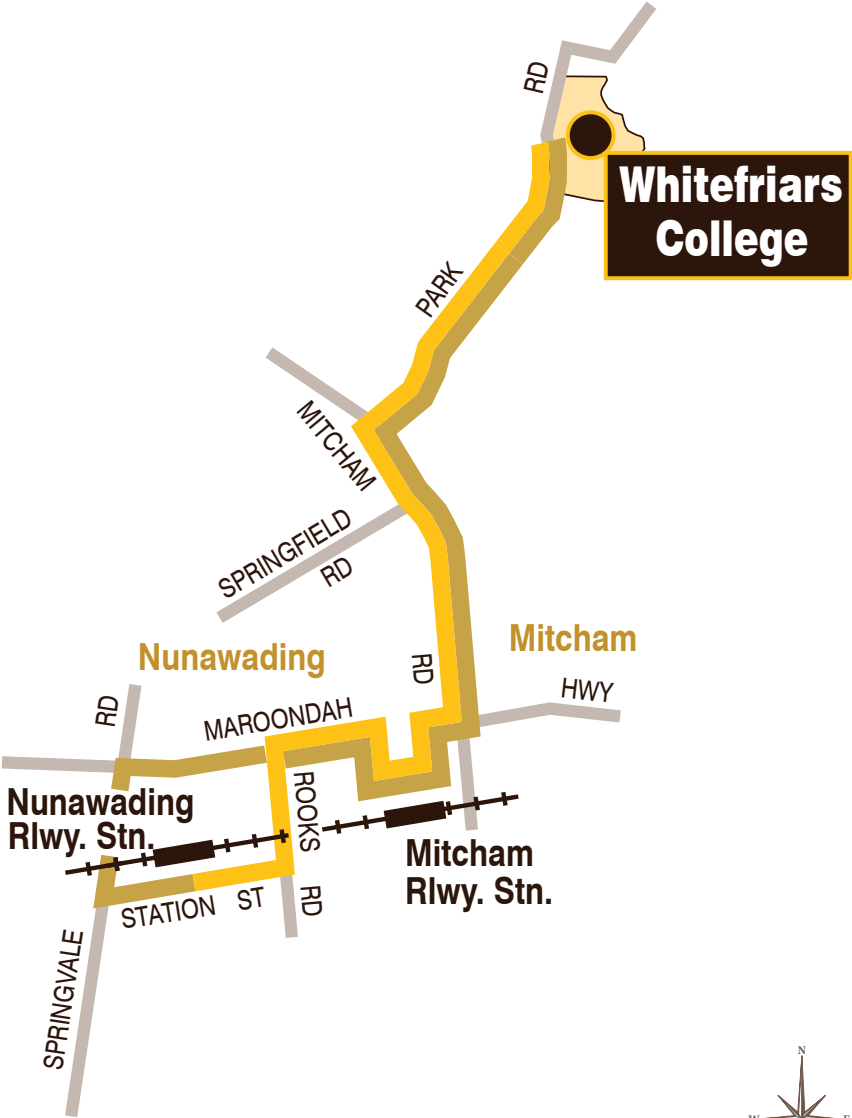 RD
Whitefriars
College
PARK
MITCHAM
SPRINGFIELD
RD
Nunawading
Mitcham
RD
HWY
RD
MAROONDAH
ROOKS
Nunawading
Rlwy. Stn.
Mitcham
Rlwy. Stn.
STATION ST
RD
SPRINGVALE
N
W
E